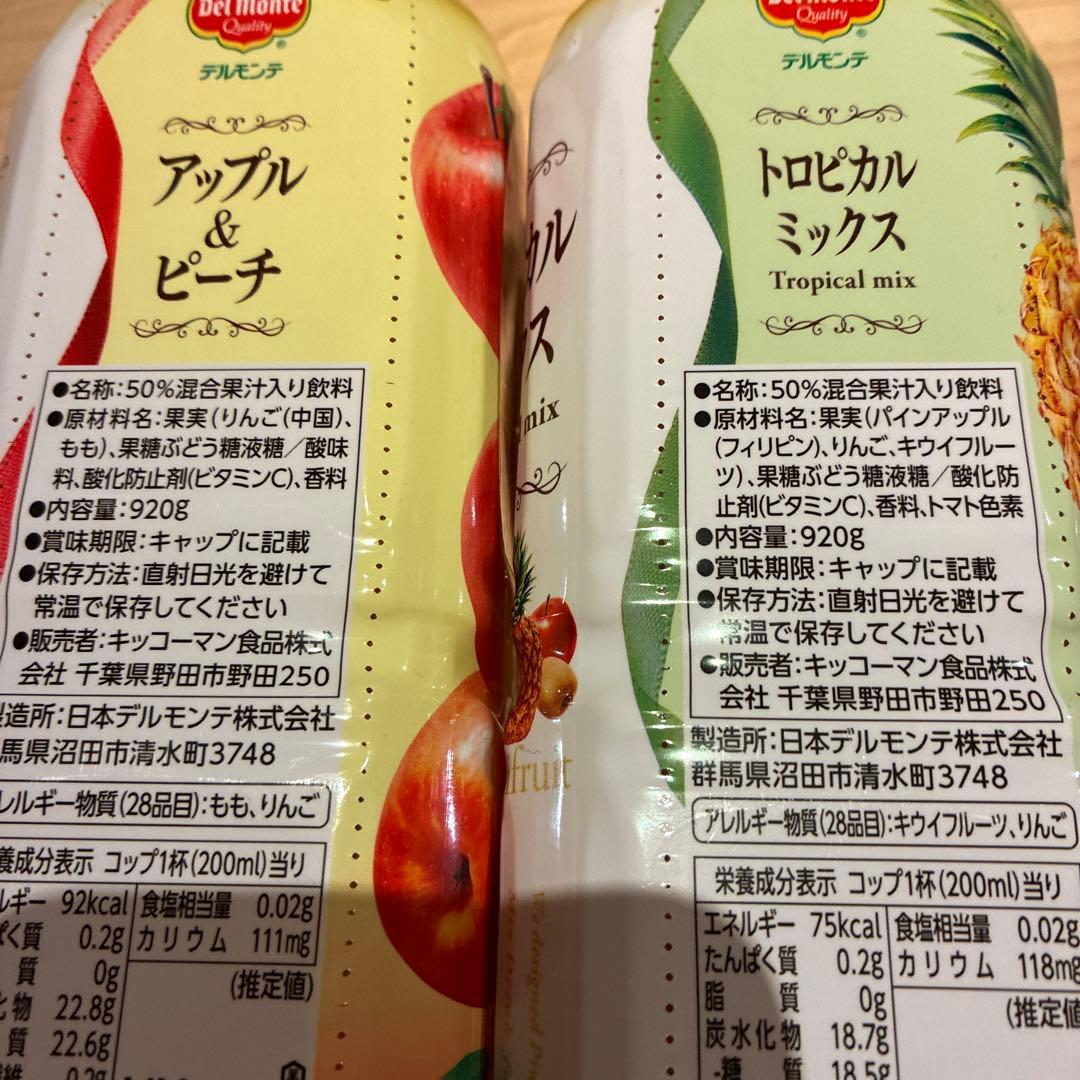 Del Monte
Quality
®
デルモンテ
アップル
&
ピーチ
●名称:50%混合果汁入り飲料
●原材料名:果実(りんご(中国)、
もも)、果糖ぶどう糖液糖/酸味
料、酸化防止剤(ビタミンC)、香料
●内容量:920g
●賞味期限:キャップに記載
●保存方法:直射日光を避けて
常温で保存してください
●販売者:キッコーマン食品株式
会社 千葉県野田市野田250
製造所:日本デルモンテ株式会社
馬県沼田市清水町3748
レルギー物質(28品目):もも、りんご
養成分表示 コップ1杯(200ml)当り
ルギー 92kcal
ぱく質 0.2g
質 0g
化物 22.8g
質 22.6g
維 0.2g
食塩相当量 0.02g
カリウム 111mg
(推定値)
カル
クス
mix
fruit
We designed
Del Monte
Quality
®
デルモンテ
トロピカル
ミックス
Tropical mix
●名称:50%混合果汁入り飲料
●原材料名:果実(パインアップル
(フィリピン)、りんご、キウイフルー
ツ)、果糖ぶどう糖液糖/酸化防
止剤(ビタミンC)、香料、トマト色素
●内容量:920g
●賞味期限:キャップに記載
●保存方法:直射日光を避けて
常温で保存してください
●販売者:キッコーマン食品株式
会社 千葉県野田市野田250
製造所:日本デルモンテ株式会社
群馬県沼田市清水町3748
アレルギー物質(28品目):キウイフルーツ、りんご
栄養成分表示 コップ1杯(200ml)当り
エネルギー 75kcal
たんぱく質 0.2g
脂質 0g
炭水化物 18.7g
-糖質 18.5g
食塩相当量 0.02g
カリウム 118mg
(推定値